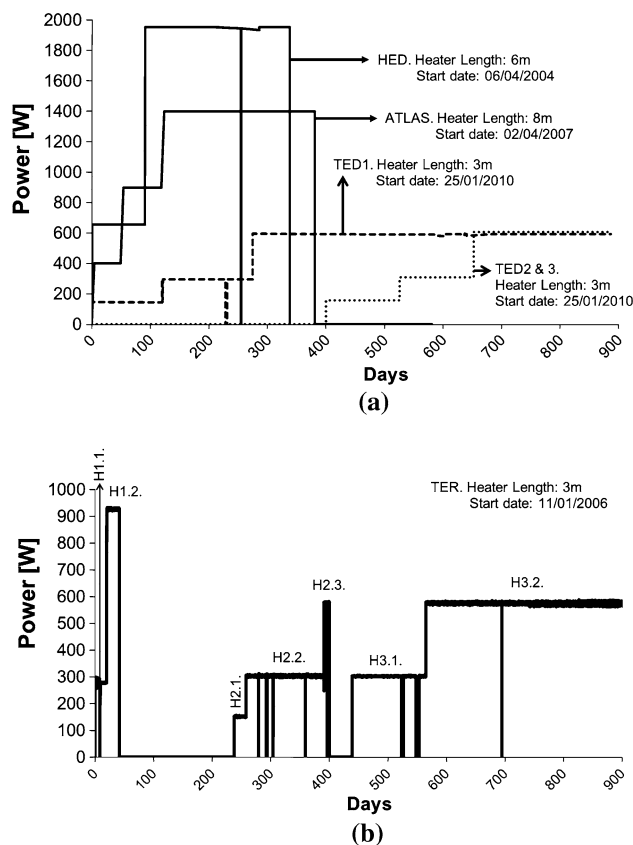 2000
1800
1600
1400
1200
1000
800
600
400
200
0
Power [W]
HED. Heater Length: 6m
Start date: 06/04/2004
ATLAS. Heater Length: 8m
Start date: 02/04/2007
TED1. Heater Length: 3m
Start date: 25/01/2010
TED2 & 3.
Heater Length: 3m
Start date: 25/01/2010
0 100 200 300 400 500 600 700 800 900
Days
(a)
H1.1.
H1.2.
TER. Heater Length: 3m
Start date: 11/01/2006
1000
900
800
700
600
500
400
300
200
100
0
Power [W]
H2.1.
H2.2.
H2.3.
H3.1.
H3.2.
0 100 200 300 400 500 600 700 800 900
Days
(b)